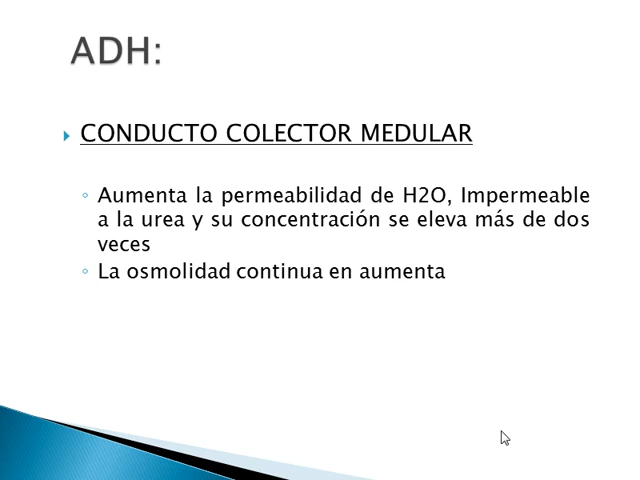 ADH:
CONDUCTO COLECTOR MEDULAR
Aumenta la permeabilidad de H2O, Impermeable
a la urea y su concentración se eleva más de dos
veces
La osmolidad continua en aumenta